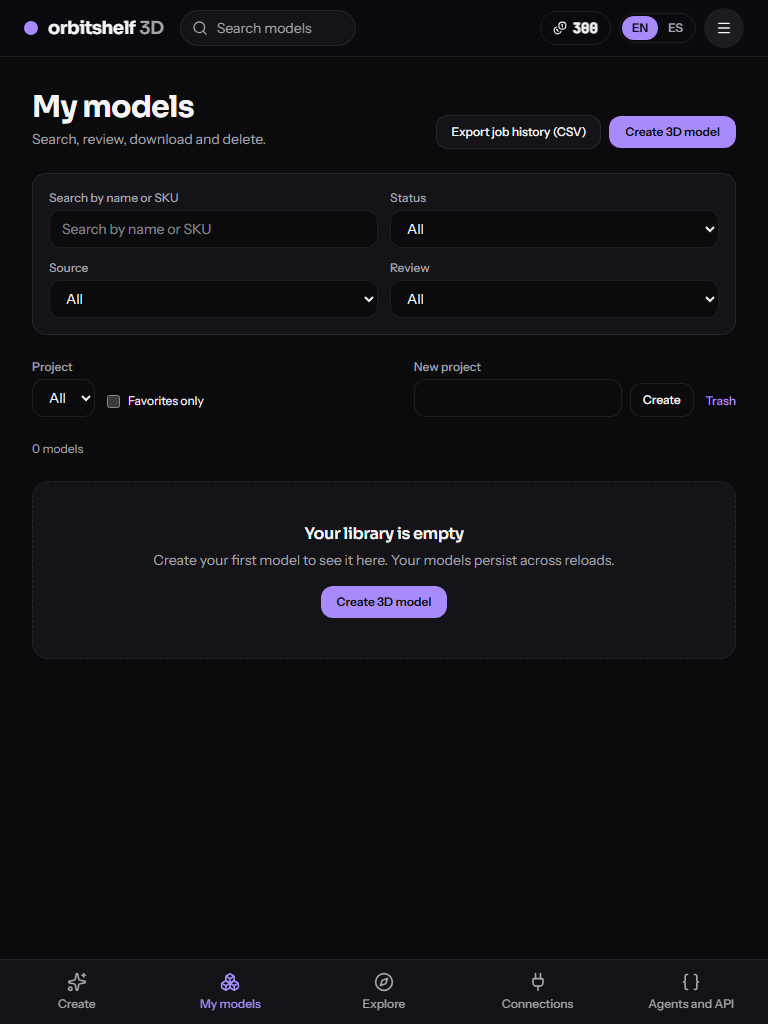 orbitshelf 3D
Search models
300
EN ES
My models
Search, review, download and delete.
Export job history (CSV)
Create 3D model
Search by name or SKU
Search by name or SKU
Status
All
Source
All
Review
All
Project
All
Favorites only
New project
Create
Trash
0 models
Your library is empty
Create your first model to see it here. Your models persist across reloads.
Create 3D model
Create
My models
Explore
Connections
Agents and API